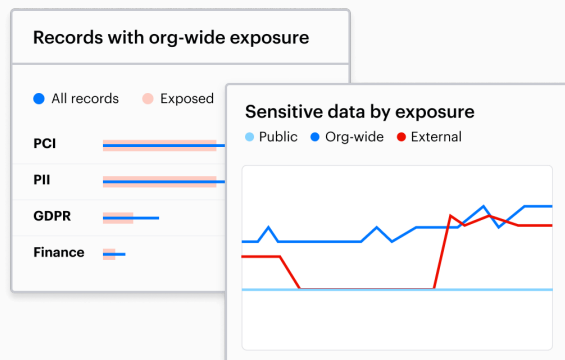 Records with org-wide exposure
All records Exposed
PCI
PII
GDPR
Finance
Sensitive data by exposure
Public Org-wide External